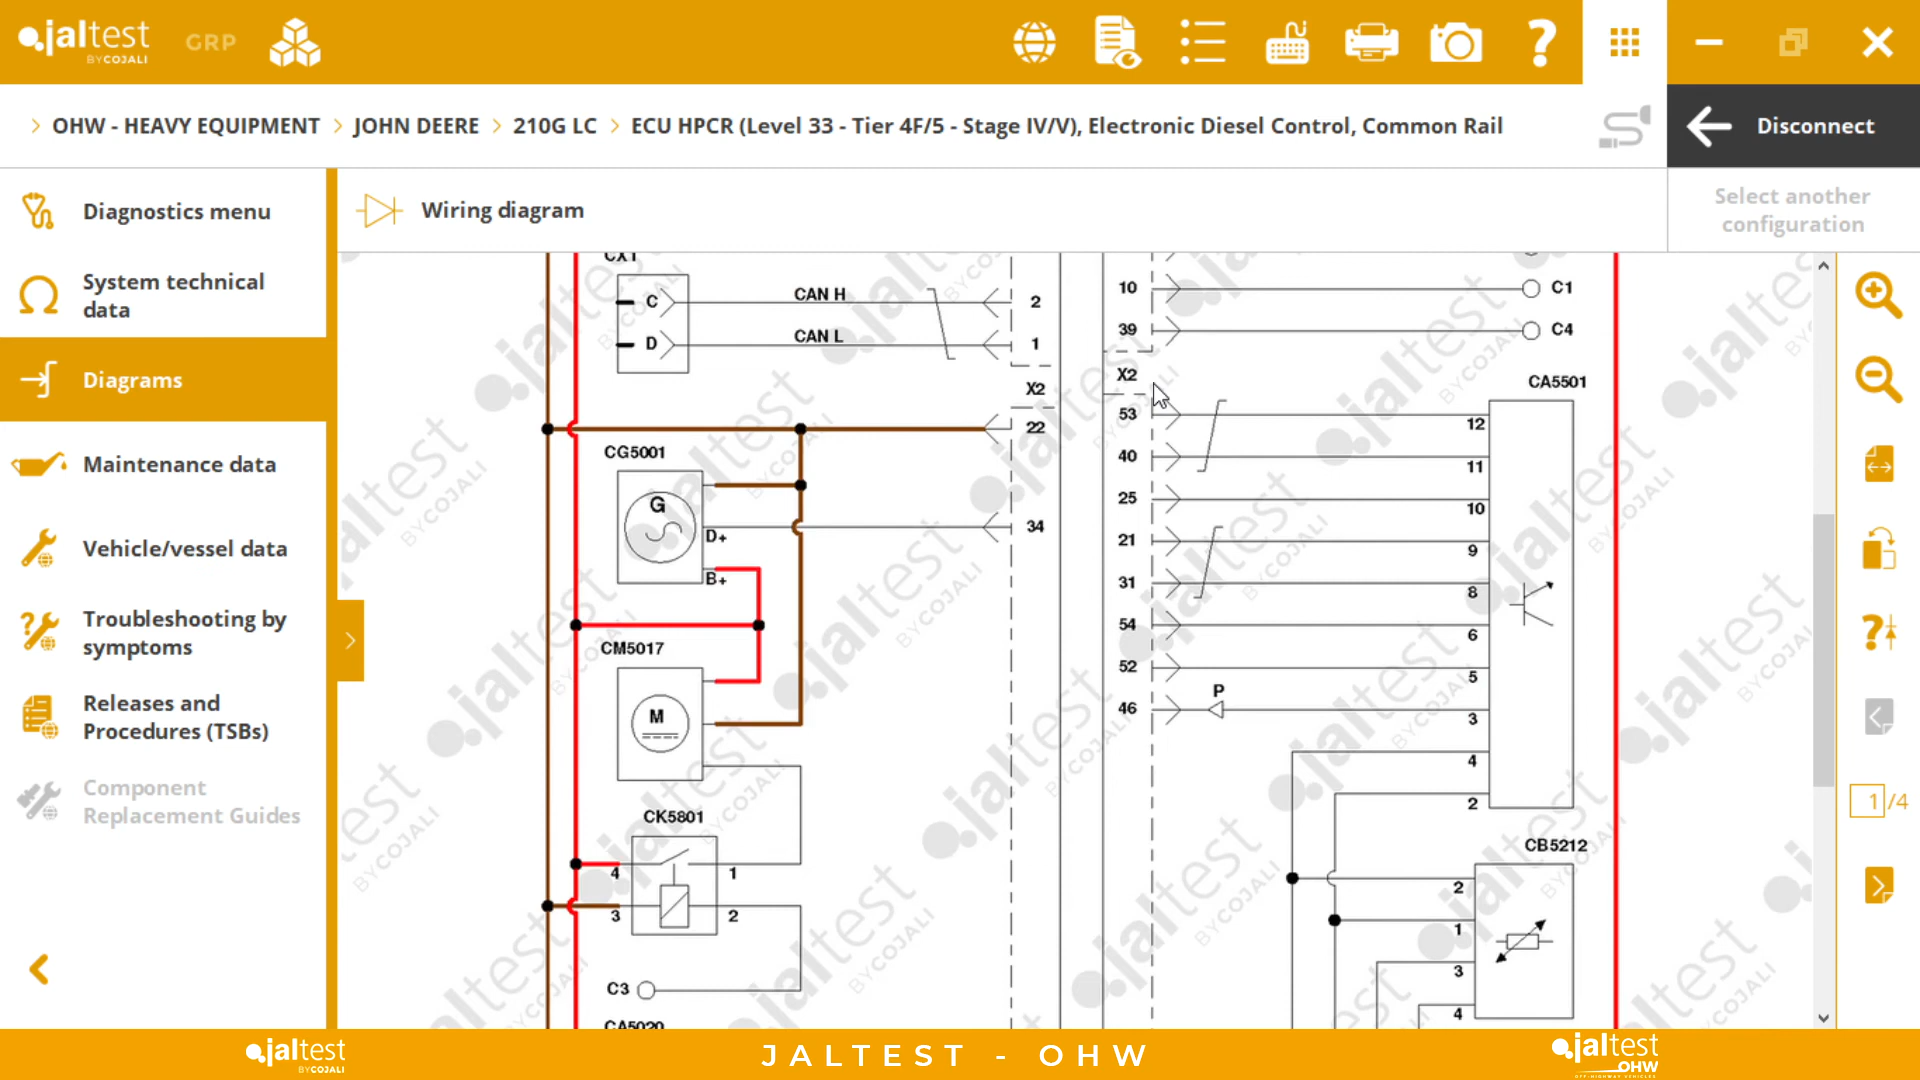 jaltest
BY COJALI
GRP
OHW - HEAVY EQUIPMENT
JOHN DEERE
210G LC
ECU HPCR (Level 33 - Tier 4F/5 - Stage IV/V), Electronic Diesel Control, Common Rail
Disconnect
Diagnostics menu
System technical
data
Diagrams
Maintenance data
Vehicle/vessel data
Troubleshooting by
symptoms
Releases and
Procedures (TSBs)
Component
Replacement Guides
Wiring diagram
Select another
configuration
CX1
C
D
CAN H
CAN L
2
1
X2
22
34
CG5001
G
D+
B+
CM5017
M
CK5801
4
1
3
2
C3
CA5020
10
C1
39
C4
X2
CA5501
53
12
40
11
25
10
21
9
31
8
54
6
52
5
46
P
3
4
2
CB5212
2
1
3
4
1 /4
jaltest
BYCOJALI
JALTEST - OHW
jaltest
OHW